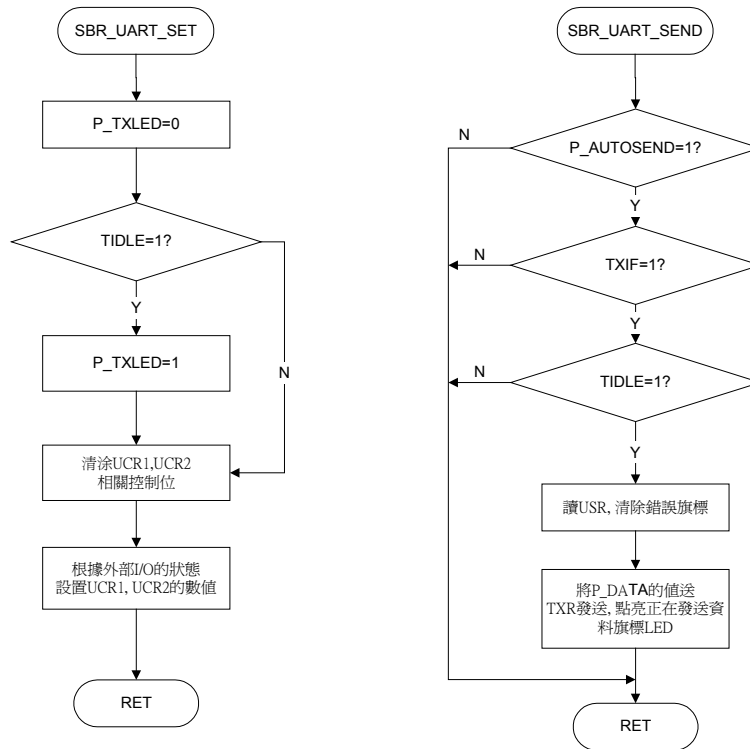 SBR_UART_SET
P_TXLED=0
TIDLE=1?
Y
N
P_TXLED=1
清涂UCR1,UCR2
相關控制位
根據外部I/O的狀態
設置UCR1, UCR2的數值
RET
SBR_UART_SEND
P_AUTOSEND=1?
N
Y
TXIF=1?
N
Y
TIDLE=1?
N
Y
讀USR, 清除錯誤旗標
將P_DATA的值送
TXR發送, 點亮正在發送資
料旗標LED
RET